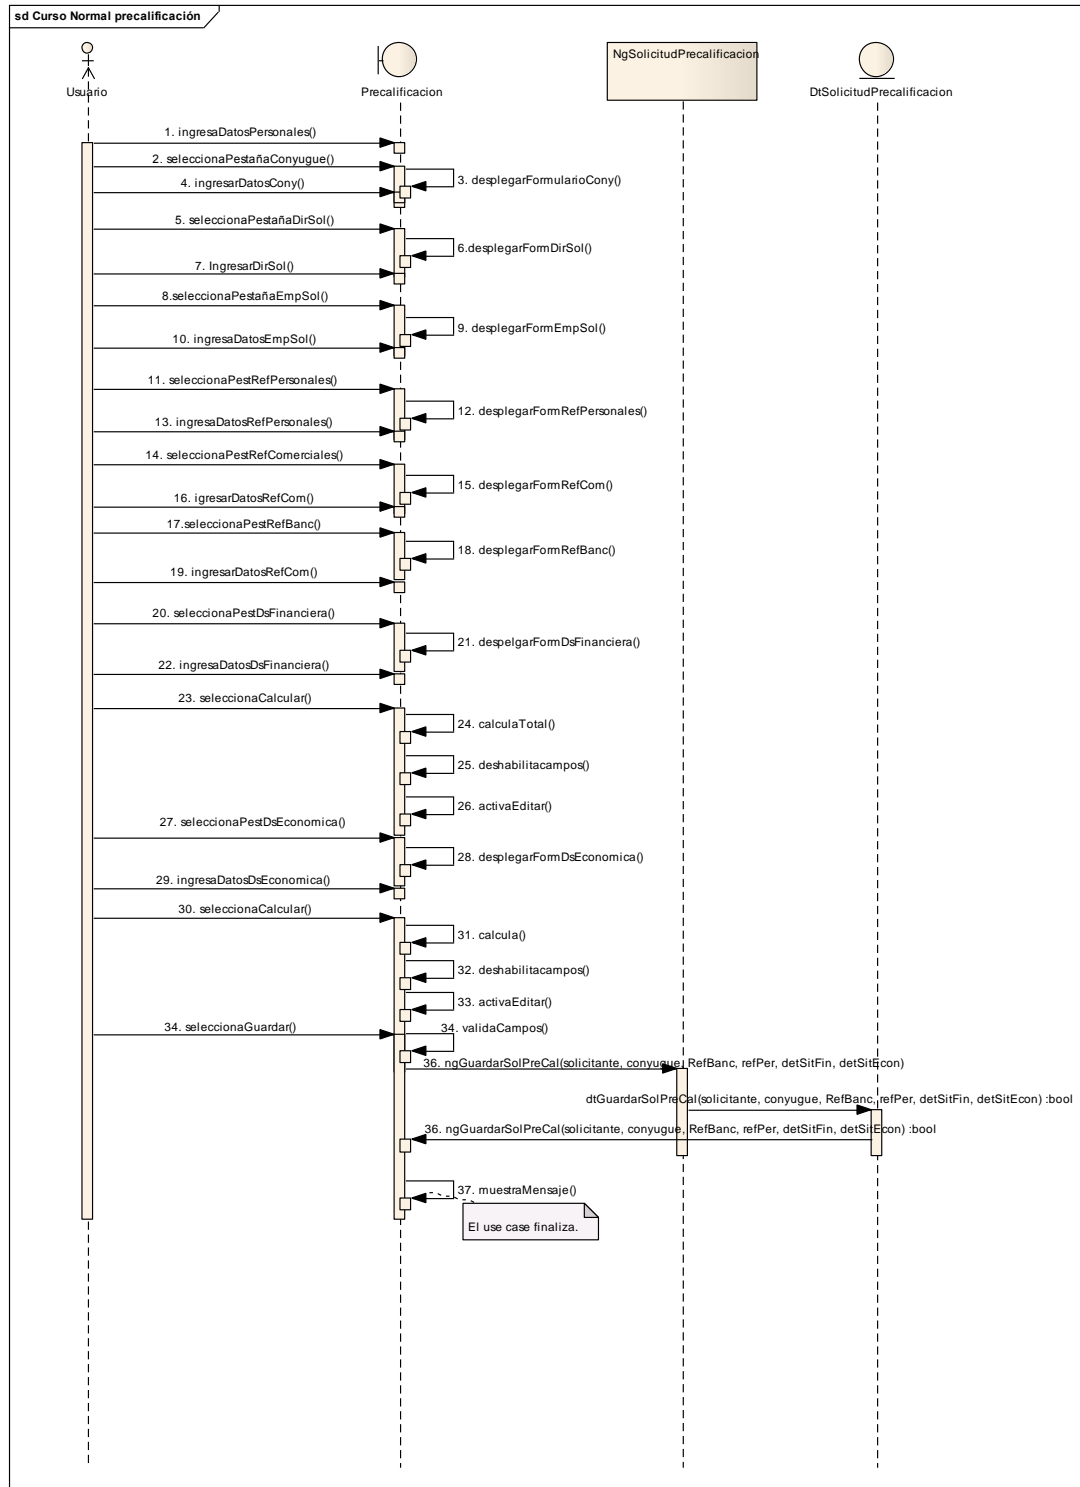 sd Curso Normal precalificación
Usuario
Precalificacion
NgSolicitudPrecalificacion
DtSolicitudPrecalificacion
1. ingresaDatosPersonales()
2. seleccionaPestañaConyugue()
3. desplegarFormularioCony()
4. ingresarDatosCony()
5. seleccionaPestañaDirSol()
6.desplegarFormDirSol()
7. IngresarDirSol()
8.seleccionaPestañaEmpSol()
9. desplegarFormEmpSol()
10. ingresaDatosEmpSol()
11. seleccionaPestRefPersonales()
12. desplegarFormRefPersonales()
13. ingresaDatosRefPersonales()
14. seleccionaPestRefComerciales()
15. desplegarFormRefCom()
16. igresarDatosRefCom()
17.seleccionaPestRefBanc()
18. desplegarFormRefBanc()
19. ingresarDatosRefCom()
20. seleccionaPestDsFinanciera()
21. despelgarFormDsFinanciera()
22. ingresaDatosDsFinanciera()
23. seleccionaCalcular()
24. calculaTotal()
25. deshabilitacampos()
26. activaEditar()
27. seleccionaPestDsEconomica()
28. desplegarFormDsEconomica()
29. ingresaDatosDsEconomica()
30. seleccionaCalcular()
31. calcula()
32. deshabilitacampos()
33. activaEditar()
34. seleccionaGuardar()
34. validaCampos()
36. ngGuardarSolPreCal(solicitante, conyugue, RefBanc, refPer, detSitFin, detSitEcon)
dtGuardarSolPreCal(solicitante, conyugue, RefBanc, refPer, detSitFin, detSitEcon) :bool
36. ngGuardarSolPreCal(solicitante, conyugue, RefBanc, refPer, detSitFin, detSitEcon) :bool
37. muestraMensaje()
El use case finaliza.